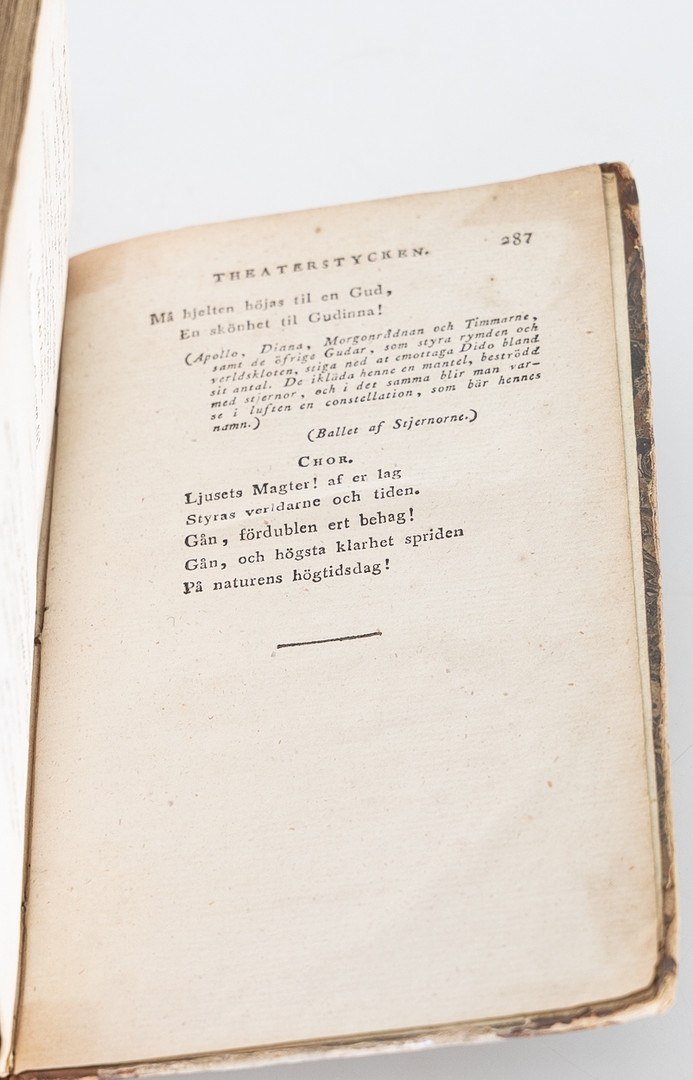 THEATERSTYCKEN. 287
Må hjelten höjas til en Gud,
En skönhet til Gudinna!
(Apollo, Diana, Morgonrådnan och Timmarne,
samt de öfrige Gudar, som styra rymden och
verldskloten, stiga ned at emottaga Dido bland
sit antal. De ikläda henne en mantel, beströdd
med stjernor, och i det samma blir man var-
se i luften en constellation, som bär hennes
namn.)
(Ballet af Stjernorne.)
CHOR.
Ljusets Magter! af er lag
Styras verldarne och tiden.
Gån, fördublen ert behag!
Gån, och högsta klarhet spriden
På naturens högtidsdag!